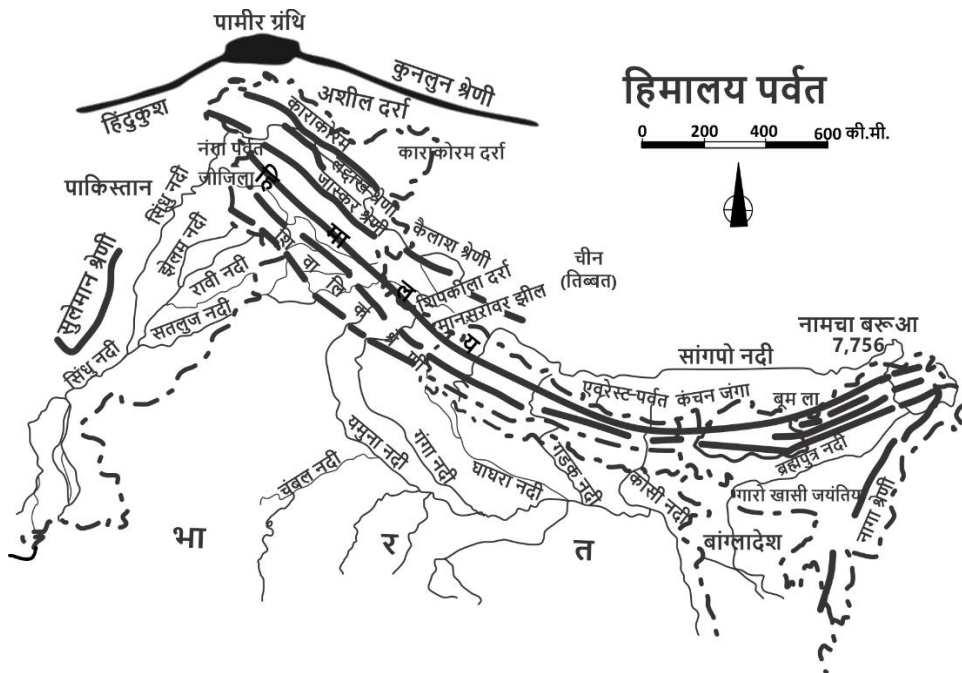 पामीर ग्रंथि
कुनलुन श्रेणी
हिंदुकुश
अशील दर्रा
हिमालय पर्वत
0 200 400 600 की.मी.
काराकोरम
काराकोरम दर्रा
नंगा पर्वत
जोजिला
लद्दाख श्रेणी
जास्कर श्रेणी
पाकिस्तान
सिंधु नदी
झेलम नदी
रावी नदी
सतलुज नदी
सुलेमान श्रेणी
सिंधु नदी
हि मा ल य
शि वा लि क श्रे णी
कैलाश श्रेणी
शिपकीला दर्रा
मानसरावर झील
चीन
(तिब्बत)
नामचा बरूआ
7,756
सांगपो नदी
एवरेस्ट-पर्वत कंचन जंगा
बूम ला
ब्रह्मपुत्र नदी
यमुना नदी
गंगा नदी
घाघरा नदी
गंडक नदी
कोसी नदी
चंबल नदी
गारो खासी जयंतिया
नागा श्रेणी
बांग्लादेश
भा र त